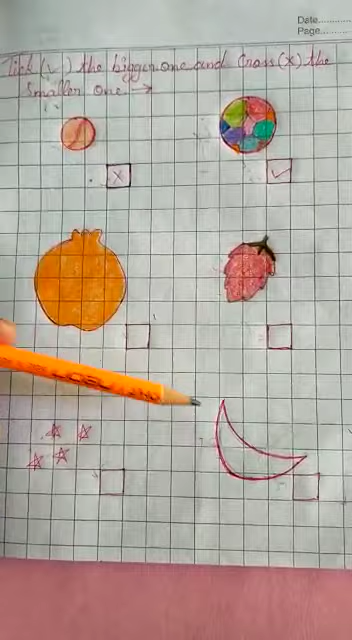 Date............
Page............
Tick (✓) the bigger one and Cross (×) the
smaller one →